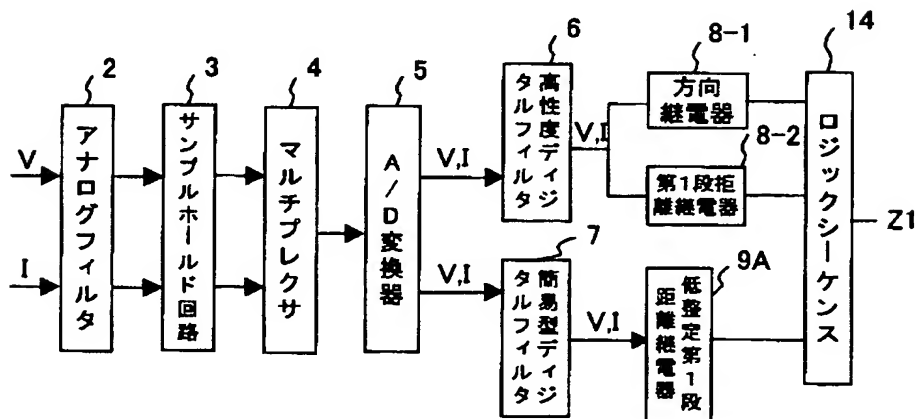 V
I
2
アナログフィルタ
3
サンプルホールド回路
4
マルチプレクサ
5
A/D変換器
V,I
V,I
6
高性度ディジ
タルフィルタ
V,I
7
簡易型ディジ
タルフィルタ
V,I
8-1
方向
継電器
8-2
第1段拒
離継電器
9A
低整定第1段
距離継電器
14
ロジックシーケンス
Z1